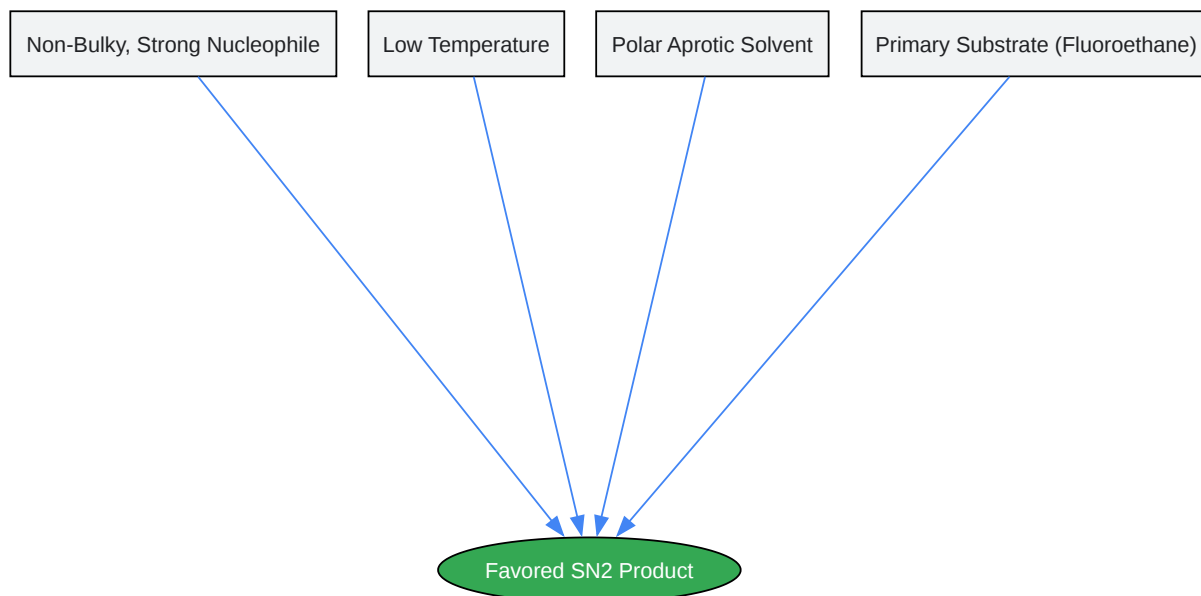 Non-Bulky, Strong Nucleophile
Low Temperature
Polar Aprotic Solvent
Primary Substrate (Fluoroethane)
Favored SN2 Product